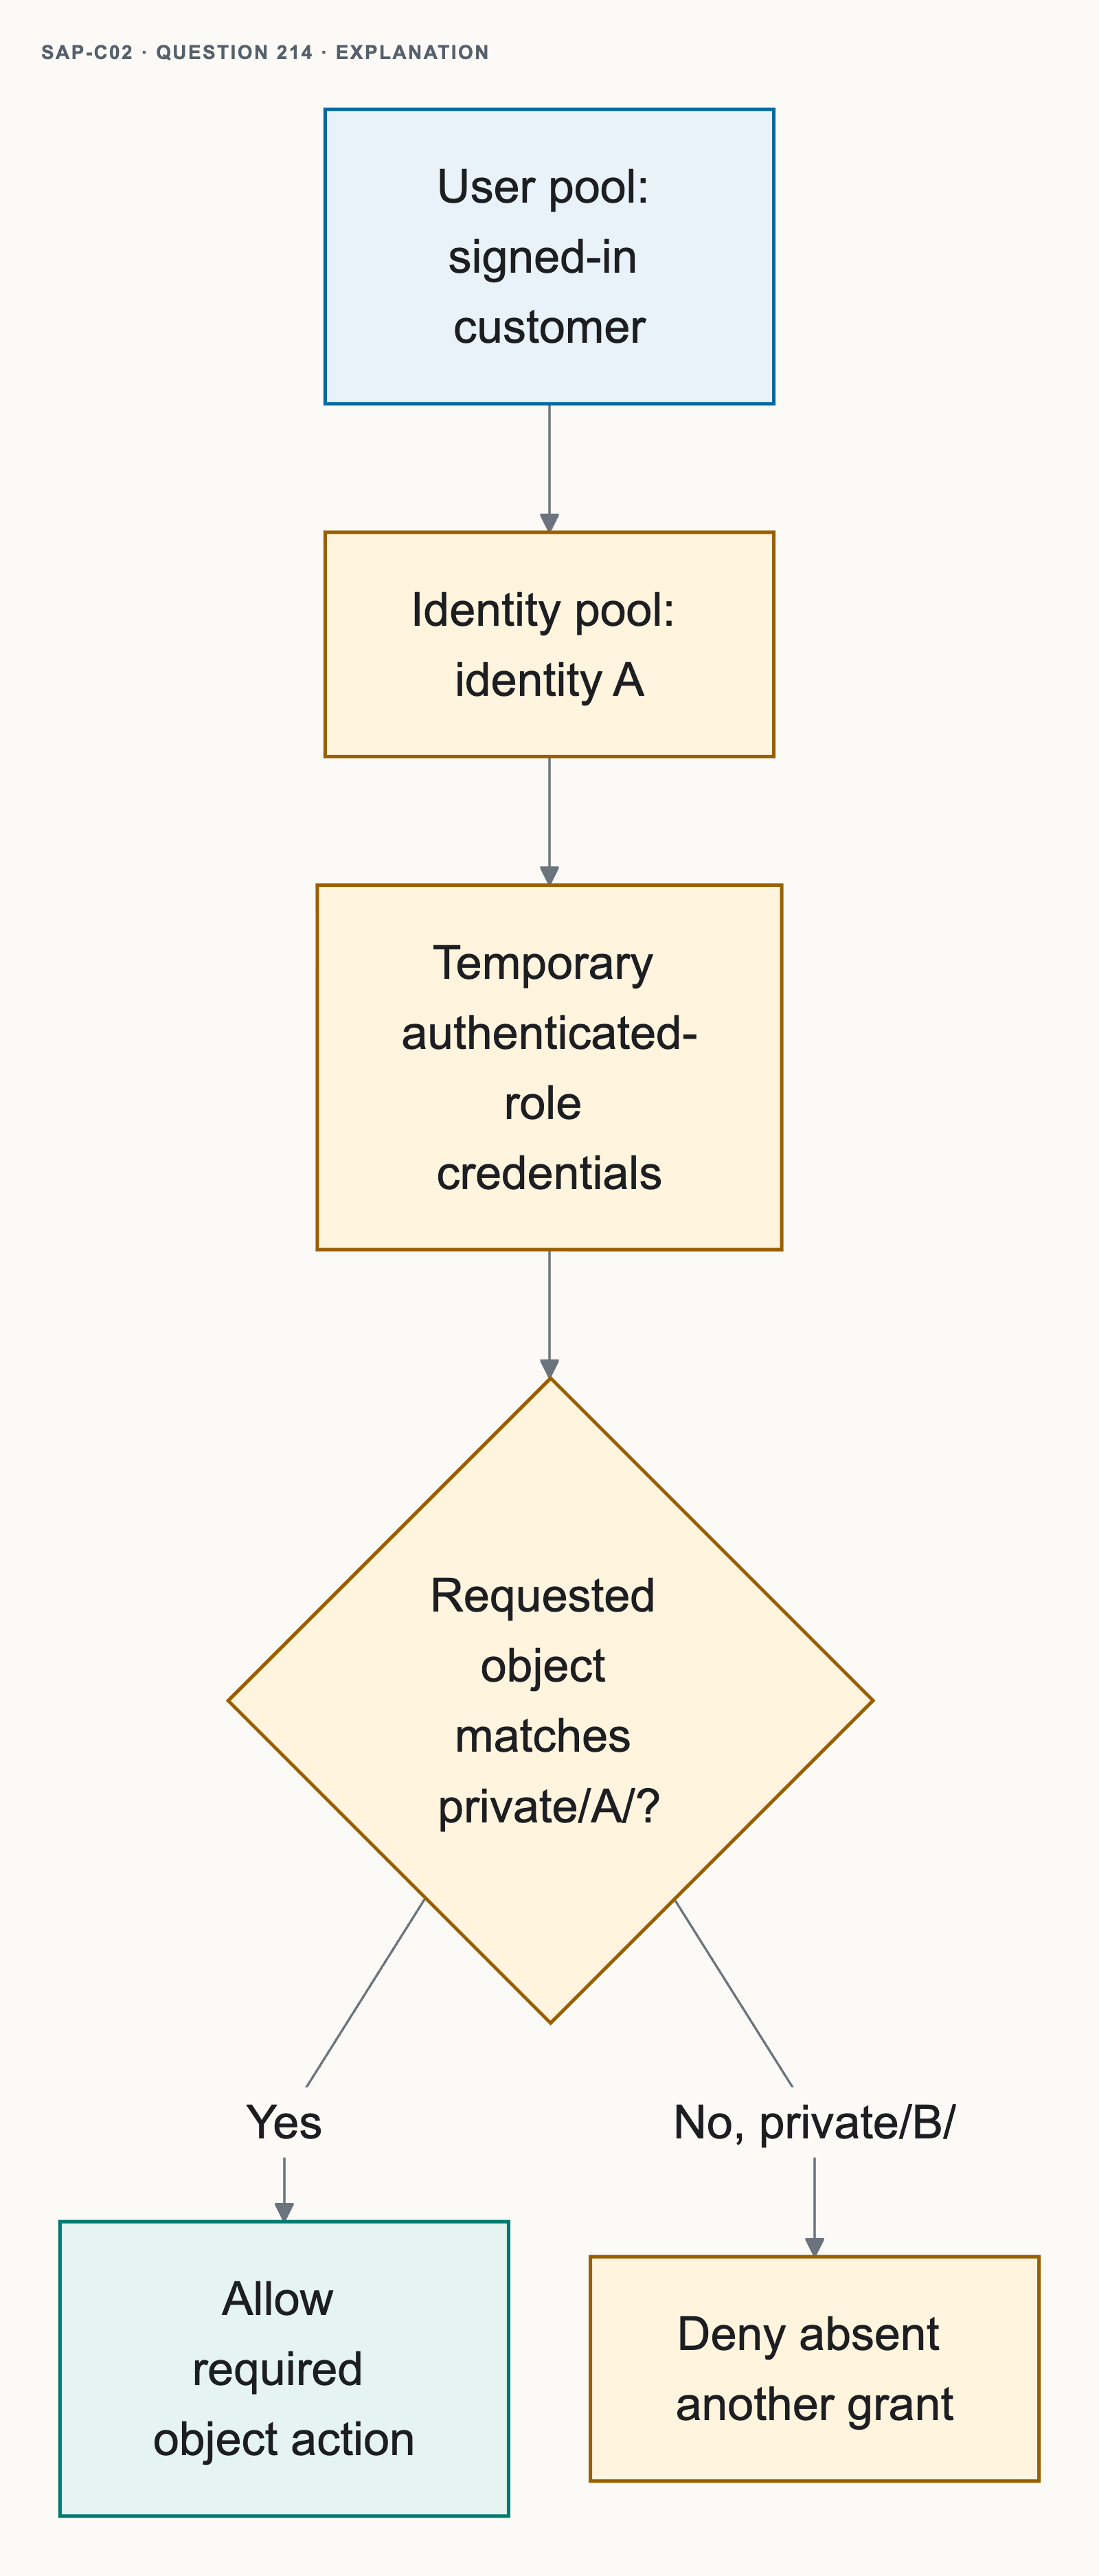 SAP-C02 · QUESTION 214 · EXPLANATION
User pool:
signed-in
customer
Identity pool:
identity A
Temporary
authenticated-
role
credentials
Requested
object
matches
private/A/?
Yes
No, private/B/
Allow
required
object action
Deny absent
another grant